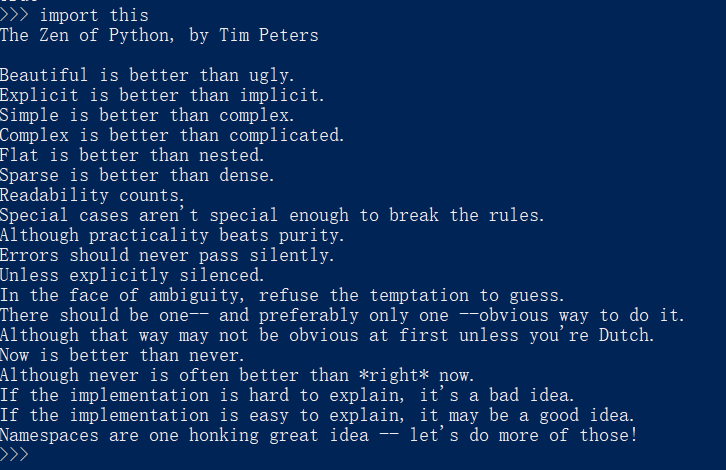 >>> import this
The Zen of Python, by Tim Peters

Beautiful is better than ugly.
Explicit is better than implicit.
Simple is better than complex.
Complex is better than complicated.
Flat is better than nested.
Sparse is better than dense.
Readability counts.
Special cases aren't special enough to break the rules.
Although practicality beats purity.
Errors should never pass silently.
Unless explicitly silenced.
In the face of ambiguity, refuse the temptation to guess.
There should be one-- and preferably only one --obvious way to do it.
Although that way may not be obvious at first unless you're Dutch.
Now is better than never.
Although never is often better than *right* now.
If the implementation is hard to explain, it's a bad idea.
If the implementation is easy to explain, it may be a good idea.
Namespaces are one honking great idea -- let's do more of those!
>>>